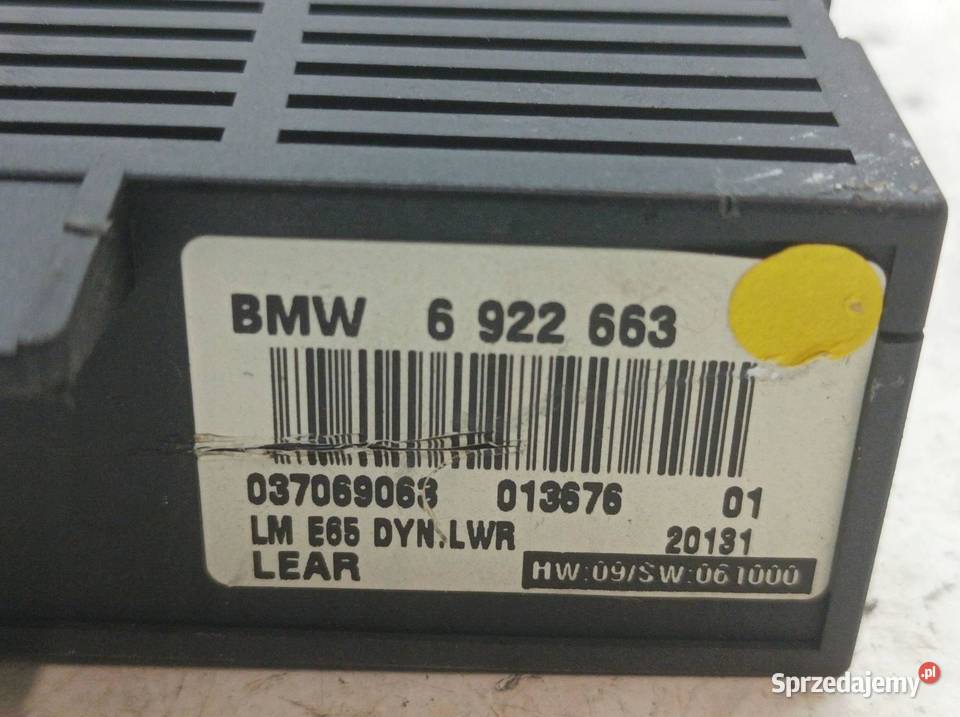 BMW 6 922 663
037069063 013676 01
LM E65 DYN.LWR 20131
LEAR HW:09/SW:061000
Sprzedajemy.pl